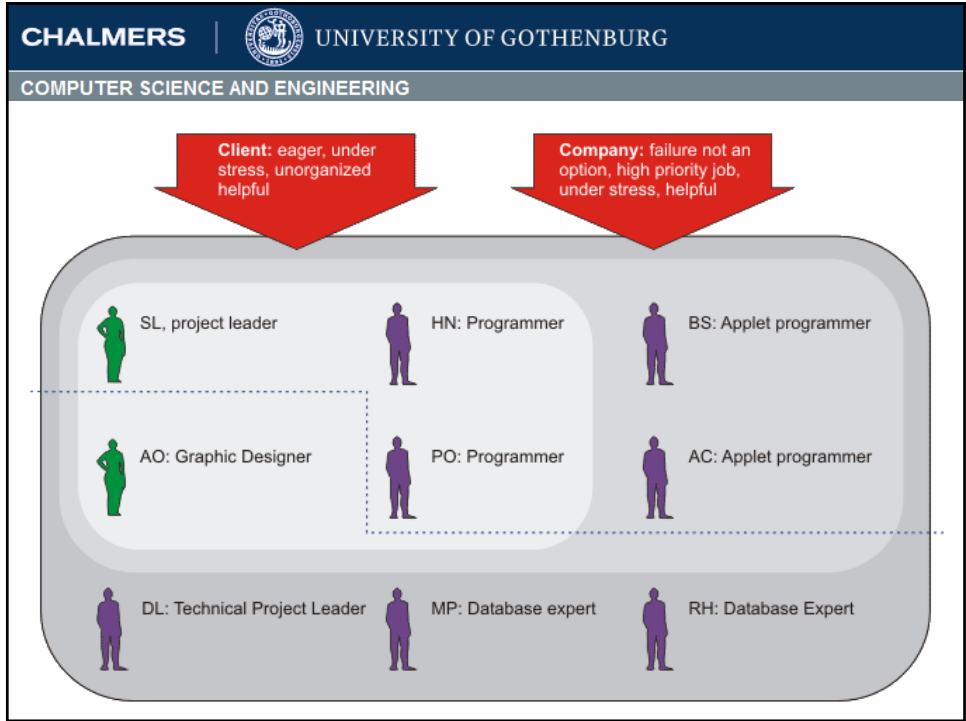 CHALMERS
UNIVERSITY OF GOTHENBURG
COMPUTER SCIENCE AND ENGINEERING
Client: eager, under
stress, unorganized
helpful
Company: failure not an
option, high priority job,
under stress, helpful
SL, project leader
HN: Programmer
BS: Applet programmer
AO: Graphic Designer
PO: Programmer
AC: Applet programmer
DL: Technical Project Leader
MP: Database expert
RH: Database Expert